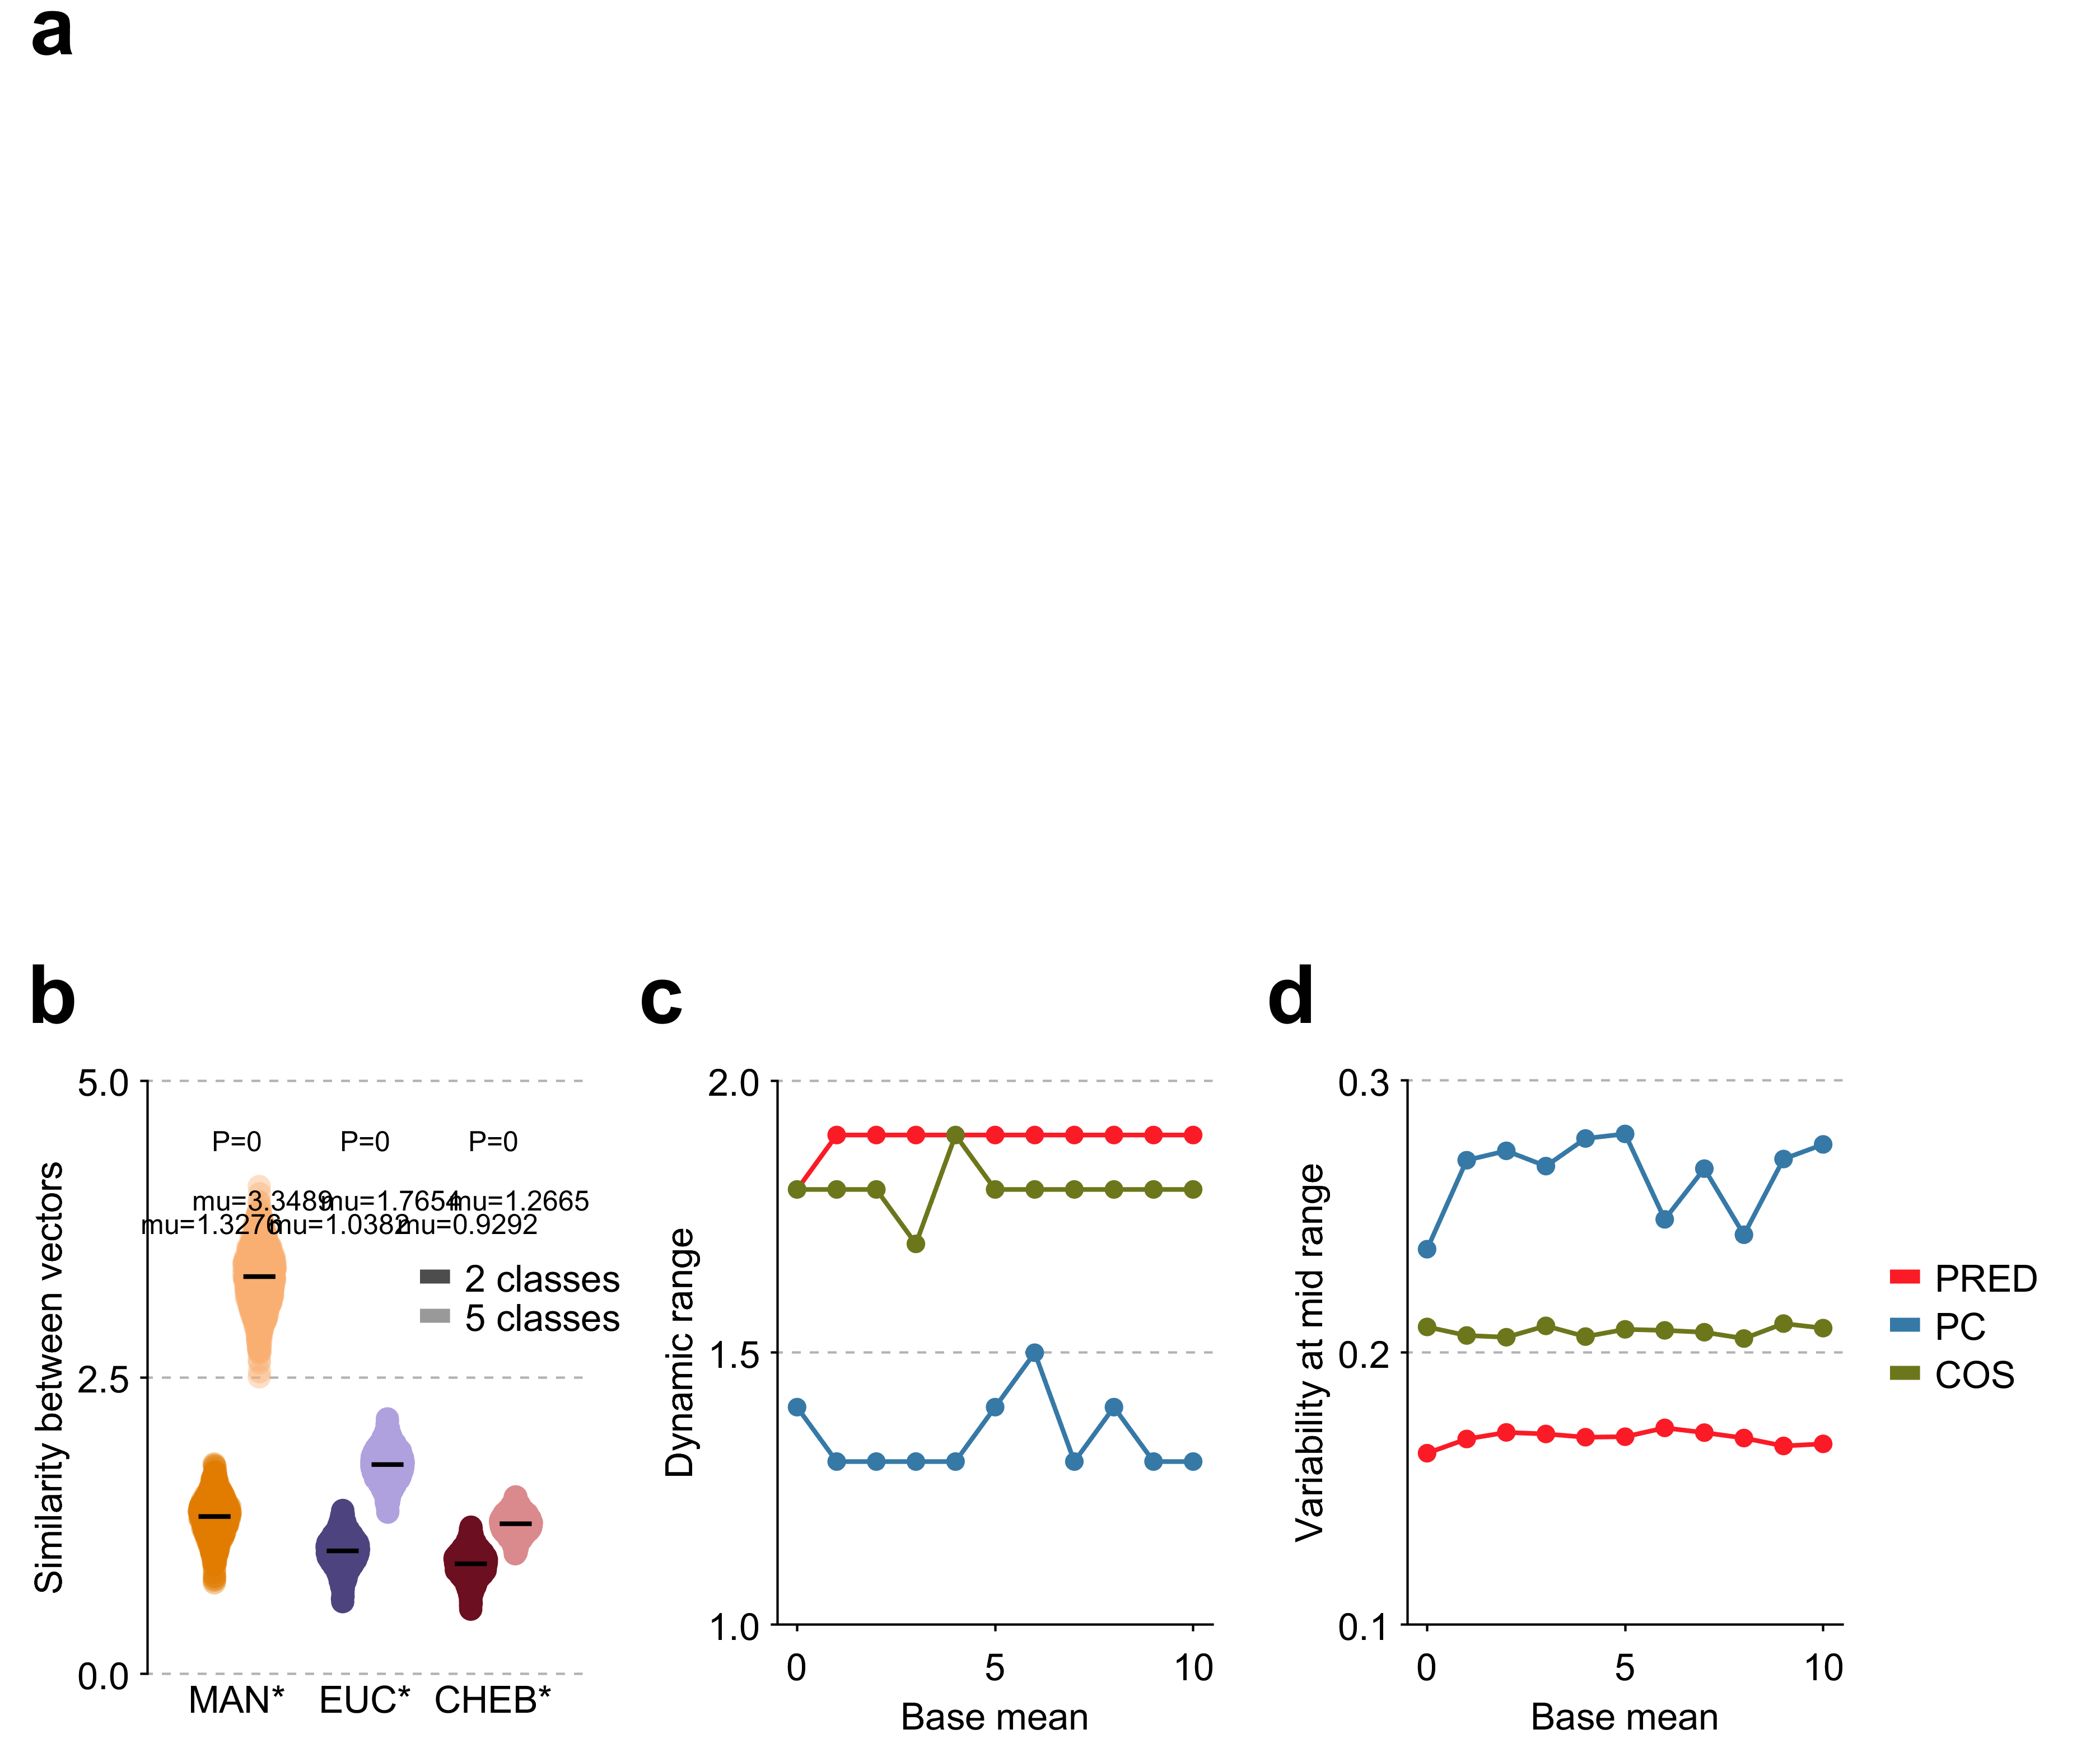 a
b
c
d
5.0
2.5
0.0
Similarity between vectors
P=0
P=0
P=0
mu=3.3489
mu=1.7654
mu=1.2665
mu=1.3276
mu=1.0382
mu=0.9292
2 classes
5 classes
MAN*
EUC*
CHEB*
2.0
1.5
1.0
Dynamic range
0
5
10
Base mean
0.3
0.2
0.1
Variability at mid range
0
5
10
Base mean
PRED
PC
COS